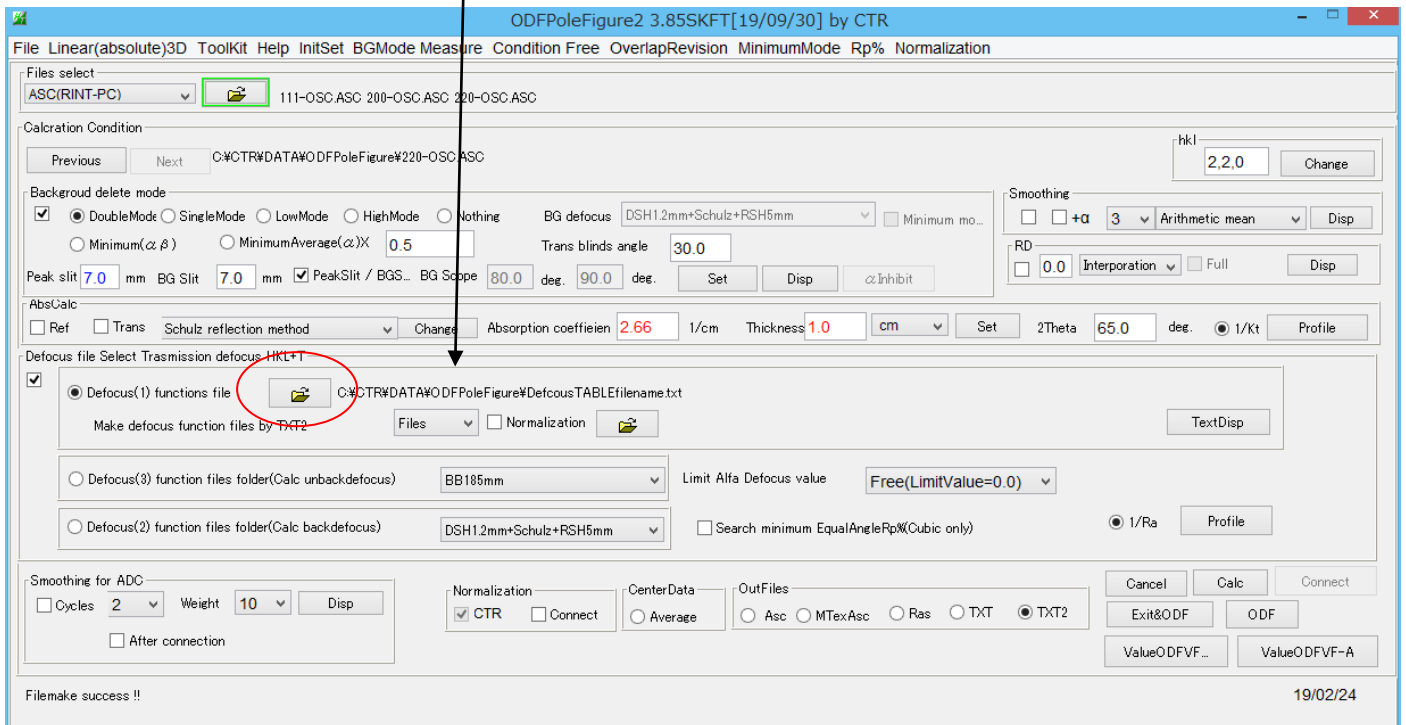 ODFPoleFigure2 3.85SKFT[19/09/30] by CTR
File Linear(absolute)3D ToolKit Help InitSet BGMode Measure Condition Free OverlapRevision MinimumMode Rp% Normalization
Files select
ASC(RINT-PC) 111-OSC.ASC 200-OSC.ASC 220-OSC.ASC
Calcration Condition
hkl
Previous Next C:¥CTR¥DATA¥ODFPoleFigure¥220-OSC.ASC 2,2,0 Change
Backgroud delete mode
Smoothing
DoubleMode SingleMode LowMode HighMode Nothing BG defocus DSH1.2mm+Schulz+RSH5mm Minimum mo...
+α 3 Arithmetic mean Disp
Minimum(αβ) MinimumAverage(α)X 0.5 Trans blinds angle 30.0
RD
0.0 Interporation Full Disp
Peak slit 7.0 mm BG Slit 7.0 mm PeakSlit / BGS... BG Scope 80.0 deg. 90.0 deg. Set Disp αInhibit
AbsCalc
Ref Trans Schulz reflection method Change Absorption coeffieien 2.66 1/cm Thickness 1.0 cm Set 2Theta 65.0 deg. 1/Kt Profile
Defocus file Select Trasmission defocus HKL+T
Defocus(1) functions file C:¥CTR¥DATA¥ODFPoleFigure¥DefcousTABLEfilename.txt
Make defocus function files by TXT2 Files Normalization TextDisp
Defocus(3) function files folder(Calc unbackdefocus) BB185mm Limit Alfa Defocus value Free(LimitValue=0.0)
Defocus(2) function files folder(Calc backdefocus) DSH1.2mm+Schulz+RSH5mm Search minimum EqualAngleRp%(Cubic only) 1/Ra Profile
Smoothing for ADC
Cycles 2 Weight 10 Disp
After connection
Normalization
CTR Connect
CenterData
Average
OutFiles
Asc MTexAsc Ras TXT TXT2
Cancel Calc Connect
Exit&ODF ODF
ValueODFVF... ValueODFVF-A
Filemake success !! 19/02/24